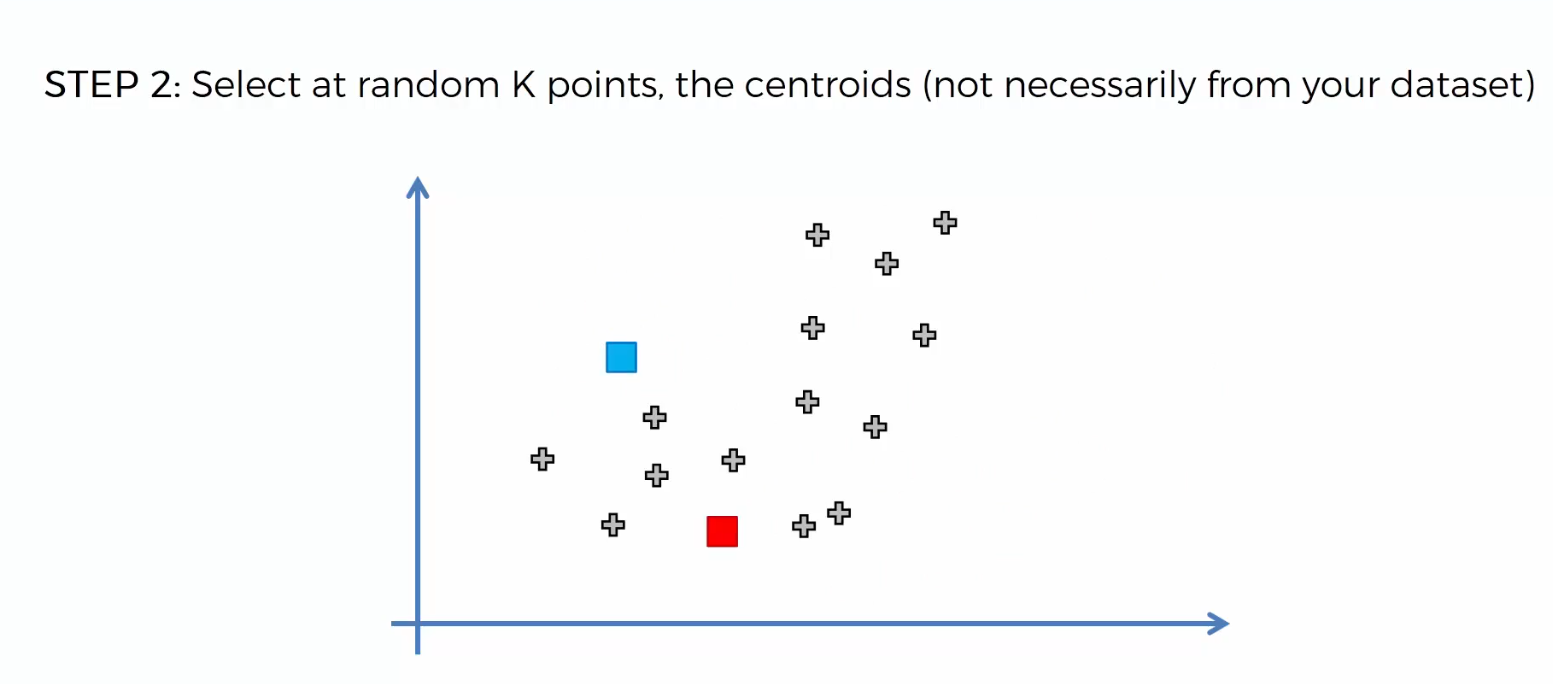 STEP 2: Select at random K points, the centroids (not necessarily from your dataset)